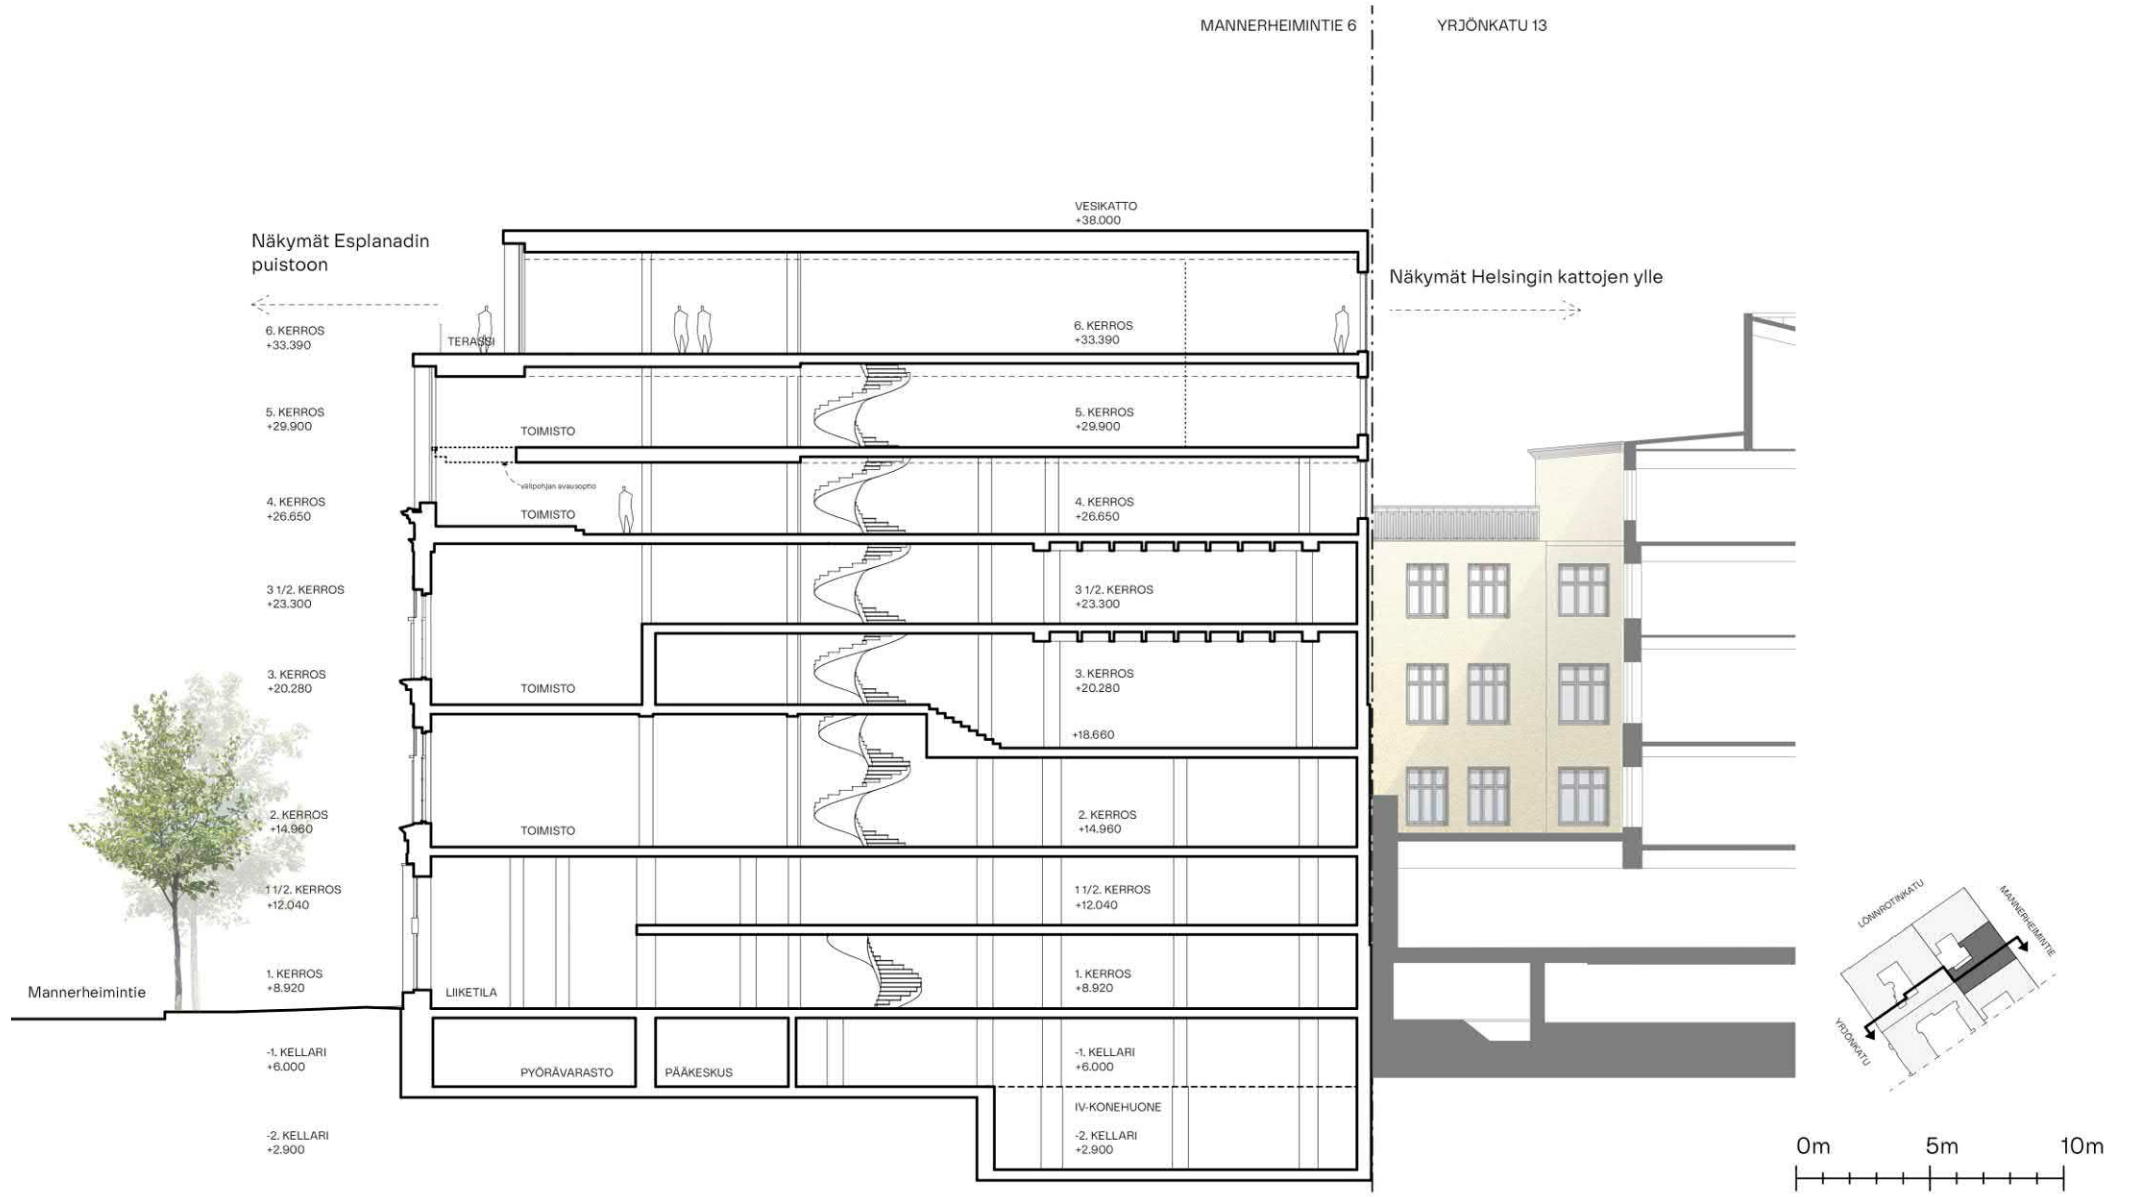 MANNERHEIMINTIE 6
YRJÖNKATU 13
VESIKATTO
+38.000
Näkymät Esplanadin
puistoon
Näkymät Helsingin kattojen ylle
6. KERROS
+33.390
TERASSI
6. KERROS
+33.390
5. KERROS
+29.900
TOIMISTO
5. KERROS
+29.900
välipohjan avausoptio
4. KERROS
+26.650
TOIMISTO
4. KERROS
+26.650
3 1/2. KERROS
+23.300
3 1/2. KERROS
+23.300
3. KERROS
+20.280
TOIMISTO
3. KERROS
+20.280
+18.660
2. KERROS
+14.960
TOIMISTO
2. KERROS
+14.960
1 1/2. KERROS
+12.040
1 1/2. KERROS
+12.040
Mannerheimintie
1. KERROS
+8.920
LIIKETILA
1. KERROS
+8.920
-1. KELLARI
+6.000
PYÖRÄVARASTO
PÄÄKESKUS
-1. KELLARI
+6.000
IV-KONEHUONE
-2. KELLARI
+2.900
-2. KELLARI
+2.900
LÖNNROTINKATU
MANNERHEIMINTIE
YRJÖNKATU
0m 5m 10m